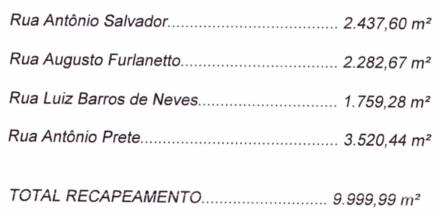 Rua Antônio Salvador.................................... 2.437,60 m²
Rua Augusto Furlanetto................................. 2.282,67 m²
Rua Luiz Barros de Neves............................. 1.759,28 m²
Rua Antônio Prete.......................................... 3.520,44 m²
TOTAL RECAPEAMENTO.......................... 9.999,99 m²